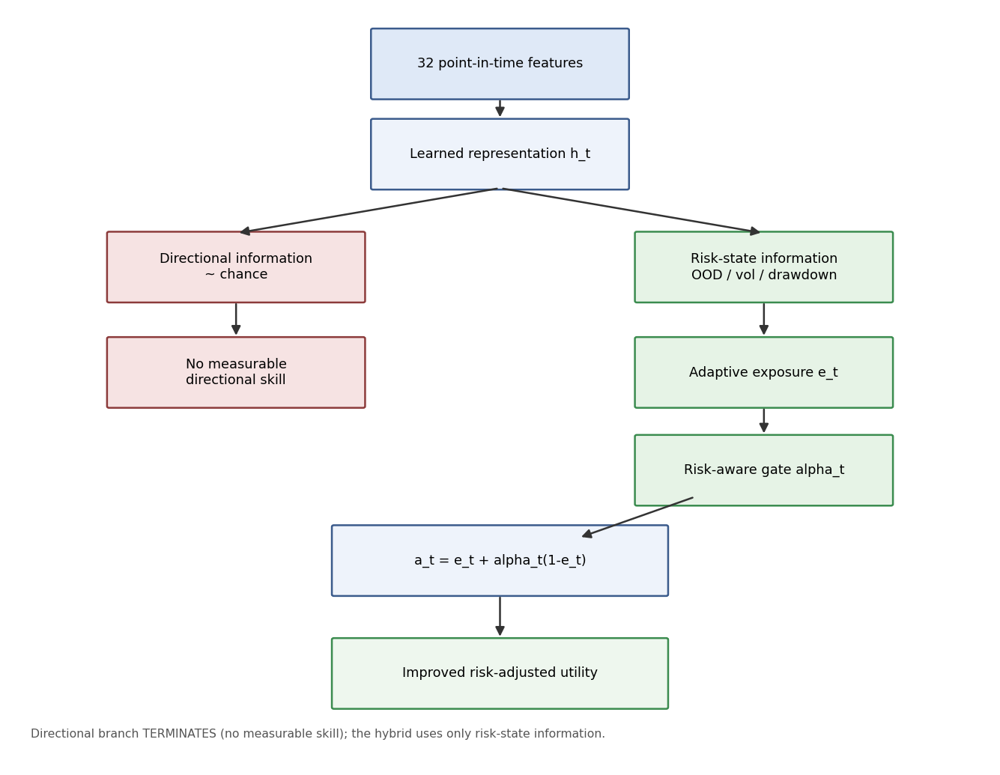 32 point-in-time features
Learned representation h_t
Directional information
~ chance
Risk-state information
OOD / vol / drawdown
No measurable
directional skill
Adaptive exposure e_t
Risk-aware gate alpha_t
a_t = e_t + alpha_t(1-e_t)
Improved risk-adjusted utility
Directional branch TERMINATES (no measurable skill); the hybrid uses only risk-state information.